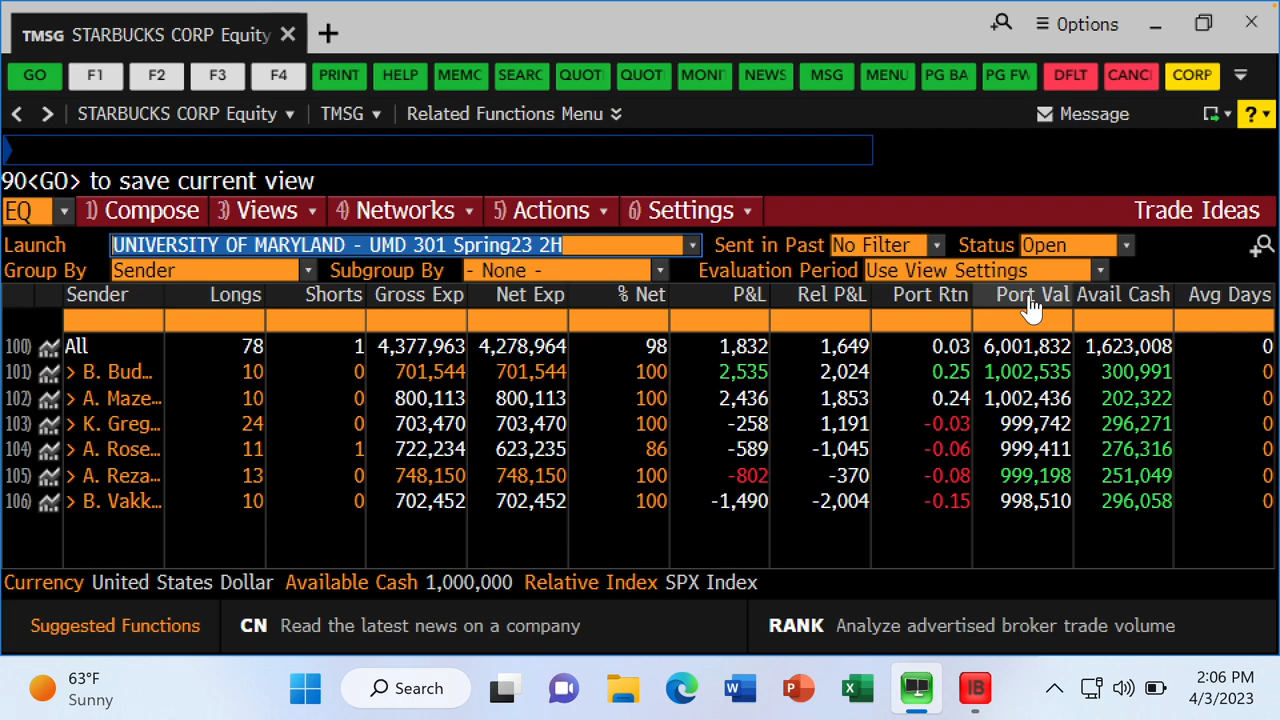 TMSG STARBUCKS CORP Equity
Options
GO F1 F2 F3 F4 PRINT HELP MEMC SEARC QUOT QUOT MONI NEWS MSG MENU PG BA PG FW DFLT CANC CORP
STARBUCKS CORP Equity TMSG Related Functions Menu Message ?
90<GO> to save current view
EQ 1) Compose 3) Views 4) Networks 5) Actions 6) Settings Trade Ideas
Launch UNIVERSITY OF MARYLAND - UMD 301 Spring23 2H Sent in Past No Filter Status Open
Group By Sender Subgroup By - None - Evaluation Period Use View Settings
Sender Longs Shorts Gross Exp Net Exp % Net P&L Rel P&L Port Rtn Port Val Avail Cash Avg Days
100) All 78 1 4,377,963 4,278,964 98 1,832 1,649 0.03 6,001,832 1,623,008 0
101) > B. Bud… 10 0 701,544 701,544 100 2,535 2,024 0.25 1,002,535 300,991 0
102) > A. Maze… 10 0 800,113 800,113 100 2,436 1,853 0.24 1,002,436 202,322 0
103) > K. Greg… 24 0 703,470 703,470 100 -258 1,191 -0.03 999,742 296,271 0
104) > A. Rose… 11 1 722,234 623,235 86 -589 -1,045 -0.06 999,411 276,316 0
105) > A. Reza… 13 0 748,150 748,150 100 -802 -370 -0.08 999,198 251,049 0
106) > B. Vakk… 10 0 702,452 702,452 100 -1,490 -2,004 -0.15 998,510 296,058 0
Currency United States Dollar Available Cash 1,000,000 Relative Index SPX Index
Suggested Functions CN Read the latest news on a company RANK Analyze advertised broker trade volume
63°F
Sunny
Search
W P X IB
2:06 PM
4/3/2023